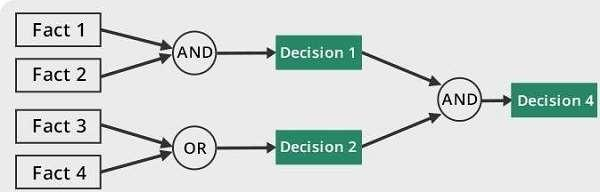 Fact 1
Fact 2
AND
Decision 1
Fact 3
Fact 4
OR
Decision 2
AND
Decision 4